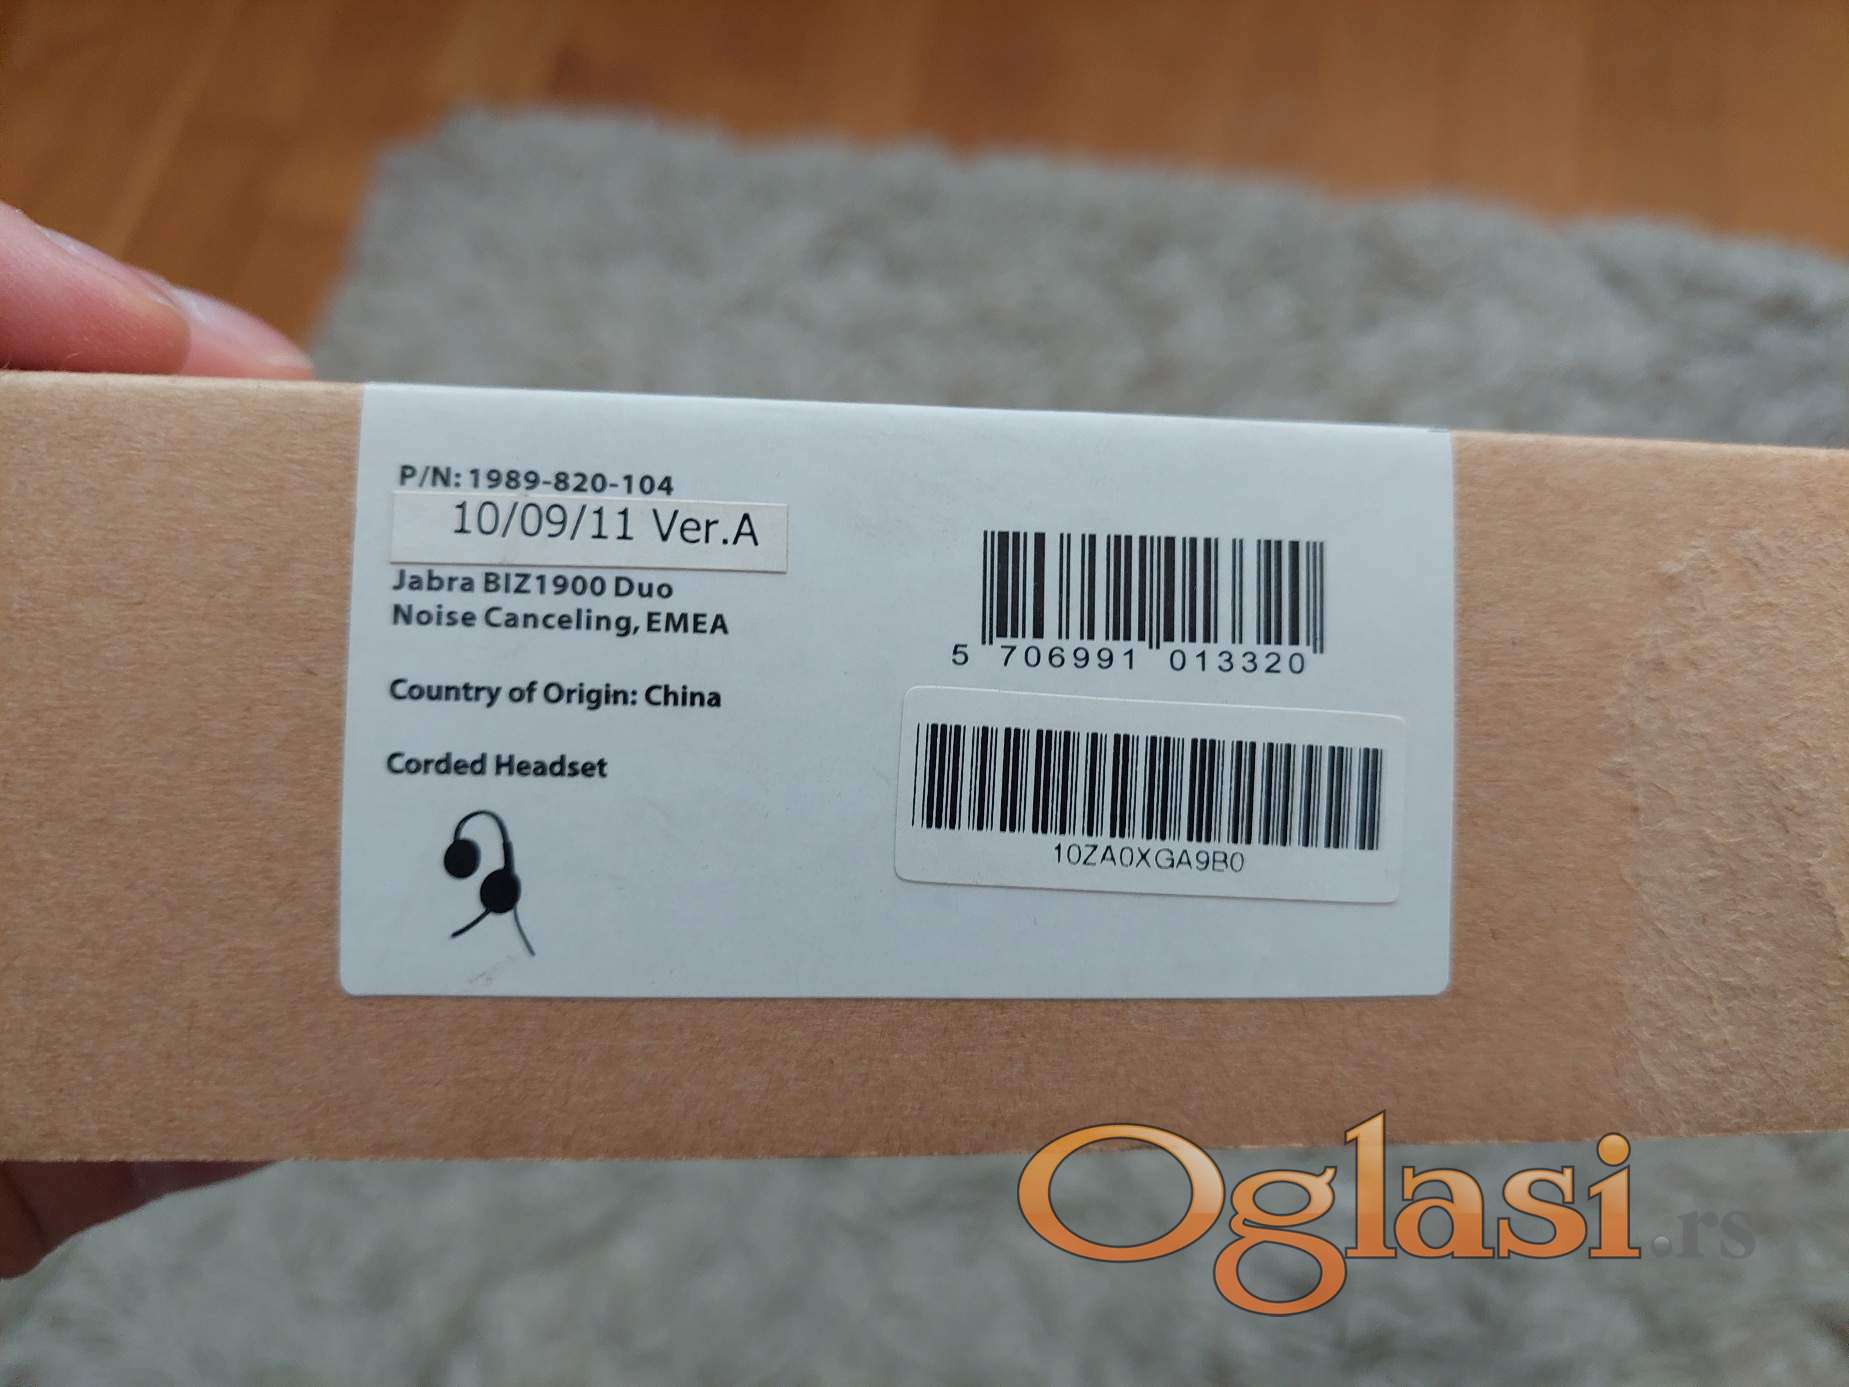 P/N: 1989-820-104
10/09/11 Ver.A
Jabra BIZ1900 Duo
Noise Canceling, EMEA
Country of Origin: China
Corded Headset
5 706991 013320
10ZA0XGA9B0
Oglasi.rs